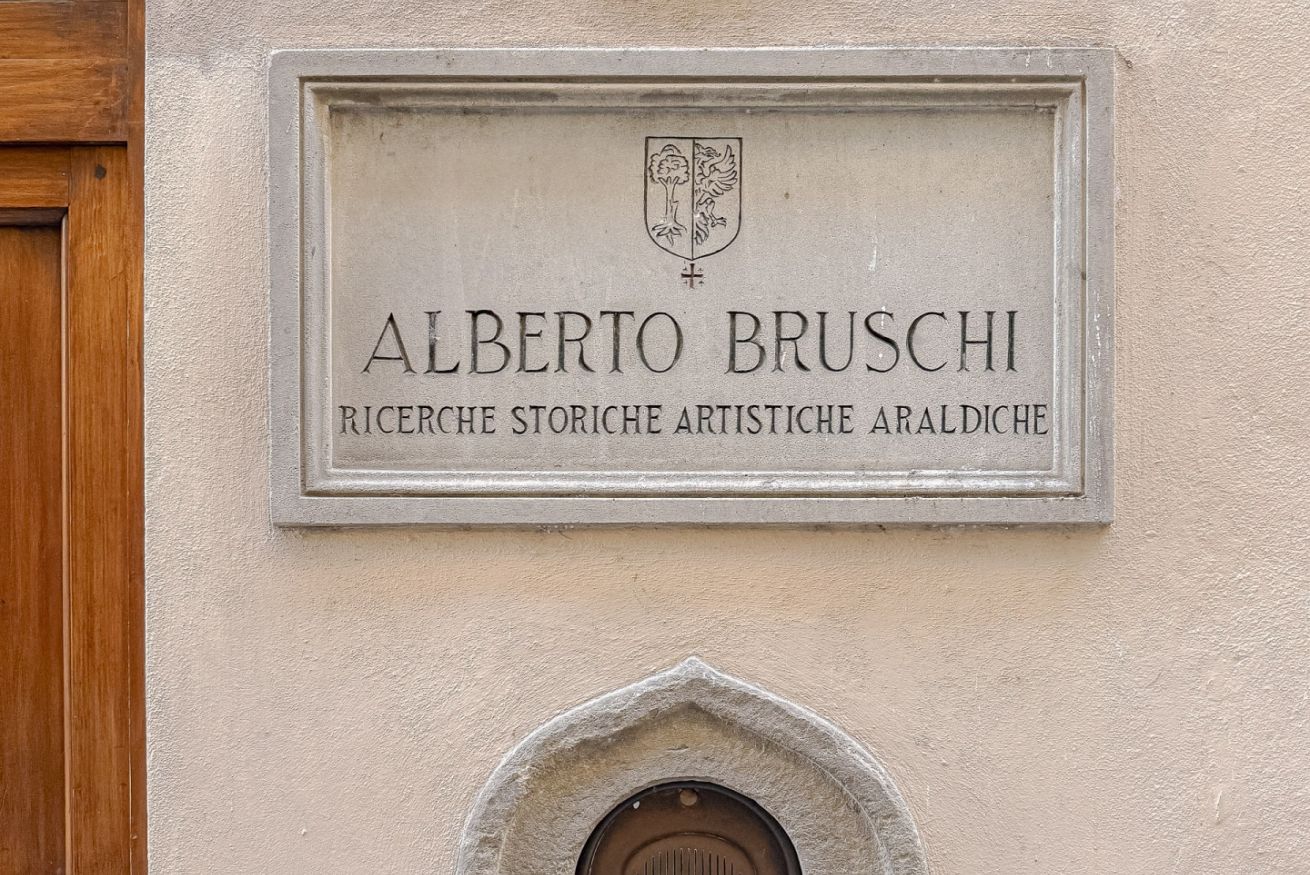 ALBERTO BRUSCHI
RICERCHE STORICHE ARTISTICHE ARALDICHE